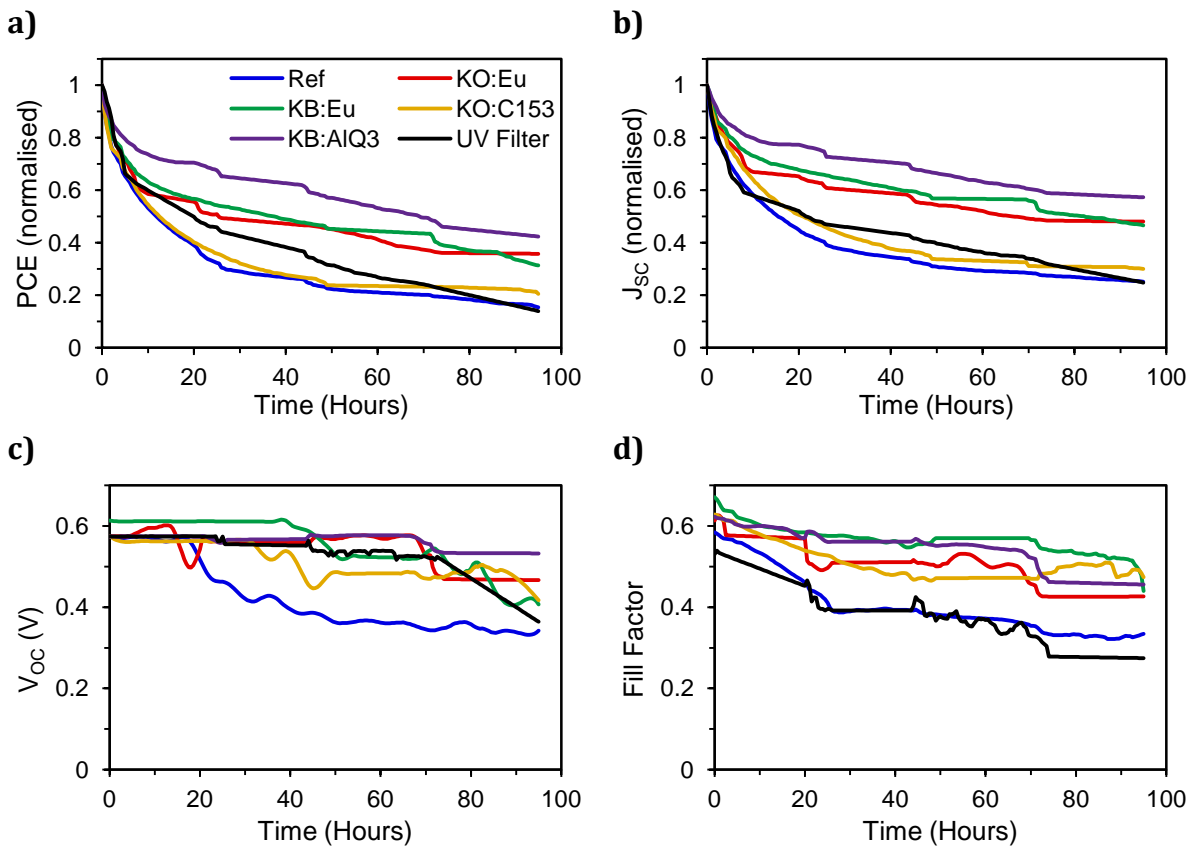 a)
PCE (normalised)
1
0.8
0.6
0.4
0.2
0
Ref
KO:Eu
KB:Eu
KO:C153
KB:AlQ3
UV Filter
0 20 40 60 80 100
Time (Hours)
b)
JSC (normalised)
1
0.8
0.6
0.4
0.2
0
0 20 40 60 80 100
Time (Hours)
c)
VOC (V)
0.6
0.4
0.2
0
0 20 40 60 80 100
Time (Hours)
d)
Fill Factor
0.6
0.4
0.2
0
0 20 40 60 80 100
Time (Hours)